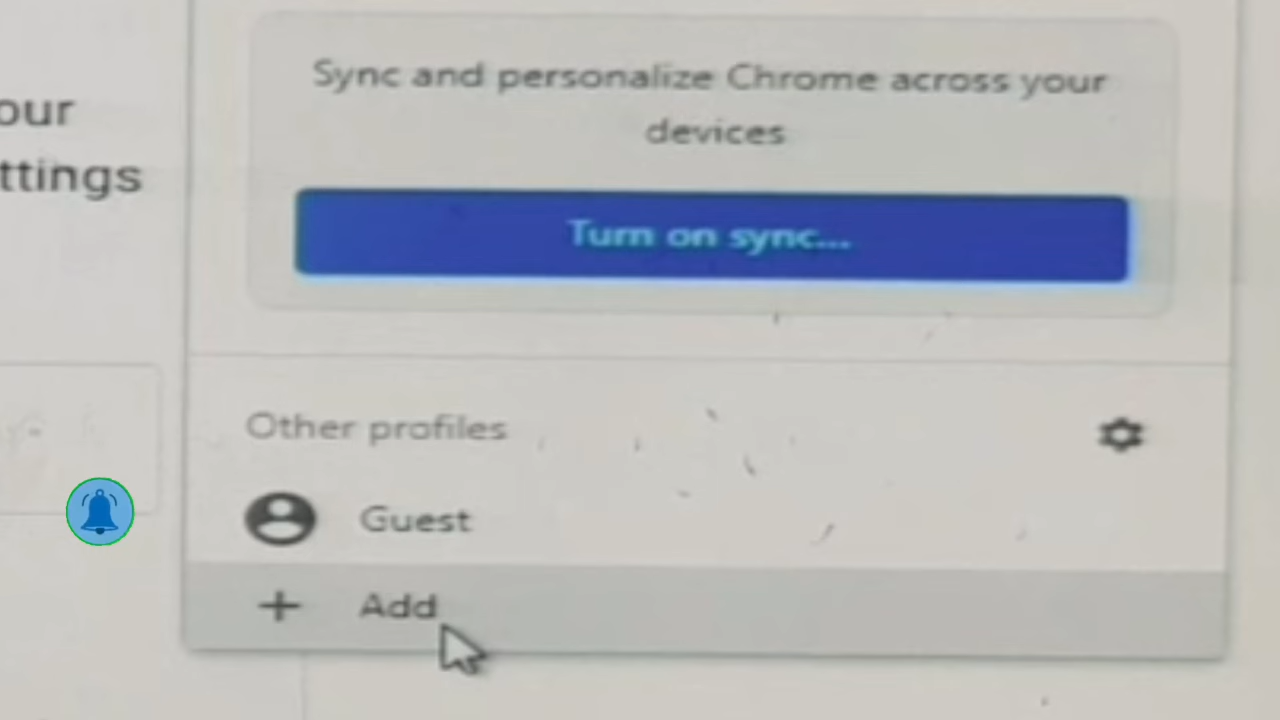 Sync and personalize Chrome across your
devices
our
ttings
Turn on sync...
Other profiles
Guest
Add